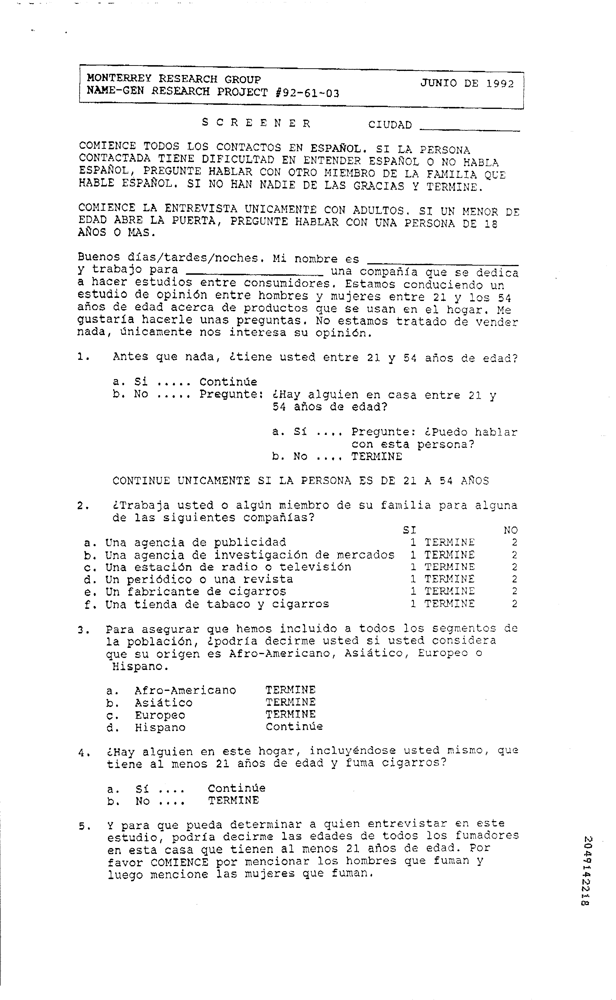 MONTERREY RESEARCH GROUP JUNIO DE 1992
NAME-GEN RESEARCH PROJECT #92-61-03
S C R E E N E R CIUDAD ____________
COMIENCE TODOS LOS CONTACTOS EN ESPAÑOL. SI LA PERSONA
CONTACTADA TIENE DIFICULTAD EN ENTENDER ESPAÑOL O NO HABLA
ESPAÑOL, PREGUNTE HABLAR CON OTRO MIEMBRO DE LA FAMILIA QUE
HABLE ESPAÑOL. SI NO HAN NADIE DE LAS GRACIAS Y TERMINE.
COMIENCE LA ENTREVISTA UNICAMENTE CON ADULTOS. SI UN MENOR DE
EDAD ABRE LA PUERTA, PREGUNTE HABLAR CON UNA PERSONA DE 18
AÑOS O MAS.
Buenos días/tardes/noches. Mi nombre es ____________
y trabajo para ____________ una compañía que se dedica
a hacer estudios entre consumidores. Estamos conduciendo un
estudio de opinión entre hombres y mujeres entre 21 y los 54
años de edad acerca de productos que se usan en el hogar. Me
gustaría hacerle unas preguntas. No estamos tratado de vender
nada, únicamente nos interesa su opinión.
1. Antes que nada, ¿tiene usted entre 21 y 54 años de edad?
a. Si ..... Continúe
b. No ..... Pregunte: ¿Hay alguien en casa entre 21 y
54 años de edad?
a. Sí .... Pregunte: ¿Puedo hablar
con esta persona?
b. No .... TERMINE
CONTINUE UNICAMENTE SI LA PERSONA ES DE 21 A 54 AÑOS
2. ¿Trabaja usted o algún miembro de su familia para alguna
de las siguientes compañías?
SI NO
a. Una agencia de publicidad 1 TERMINE 2
b. Una agencia de investigación de mercados 1 TERMINE 2
c. Una estación de radio o televisión 1 TERMINE 2
d. Un periódico o una revista 1 TERMINE 2
e. Un fabricante de cigarros 1 TERMINE 2
f. Una tienda de tabaco y cigarros 1 TERMINE 2
3. Para asegurar que hemos incluido a todos los segmentos de
la población, ¿podría decirme usted si usted considera
que su origen es Afro-Americano, Asiático, Europeo o
Hispano.
a. Afro-Americano TERMINE
b. Asiático TERMINE
c. Europeo TERMINE
d. Hispano Continúe
4. ¿Hay alguien en este hogar, incluyéndose usted mismo, que
tiene al menos 21 años de edad y fuma cigarros?
a. Sí .... Continúe
b. No .... TERMINE
5. Y para que pueda determinar a quien entrevistar en este
estudio, podría decirme las edades de todos los fumadores
en esta casa que tienen al menos 21 años de edad. Por
favor COMIENCE por mencionar los hombres que fuman y
luego mencione las mujeres que fuman.
2049142218